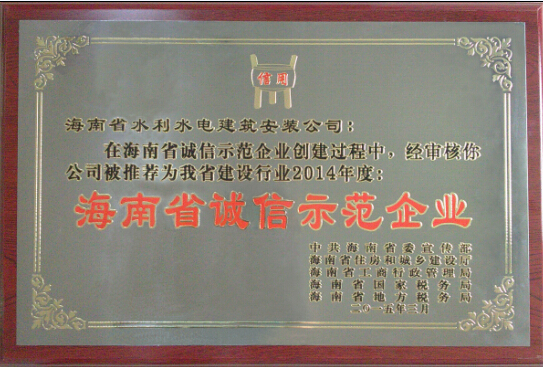 信用
海南省水利水电建筑安装公司：
在海南省诚信示范企业创建过程中，经审核你
公司被推荐为我省建设行业2014年度：
海南省诚信示范企业
中共海南省委宣传部
海南省住房和城乡建设厅
海南省工商行政管理局
海南省国家税务局
海南省地方税务局
二〇一五年三月